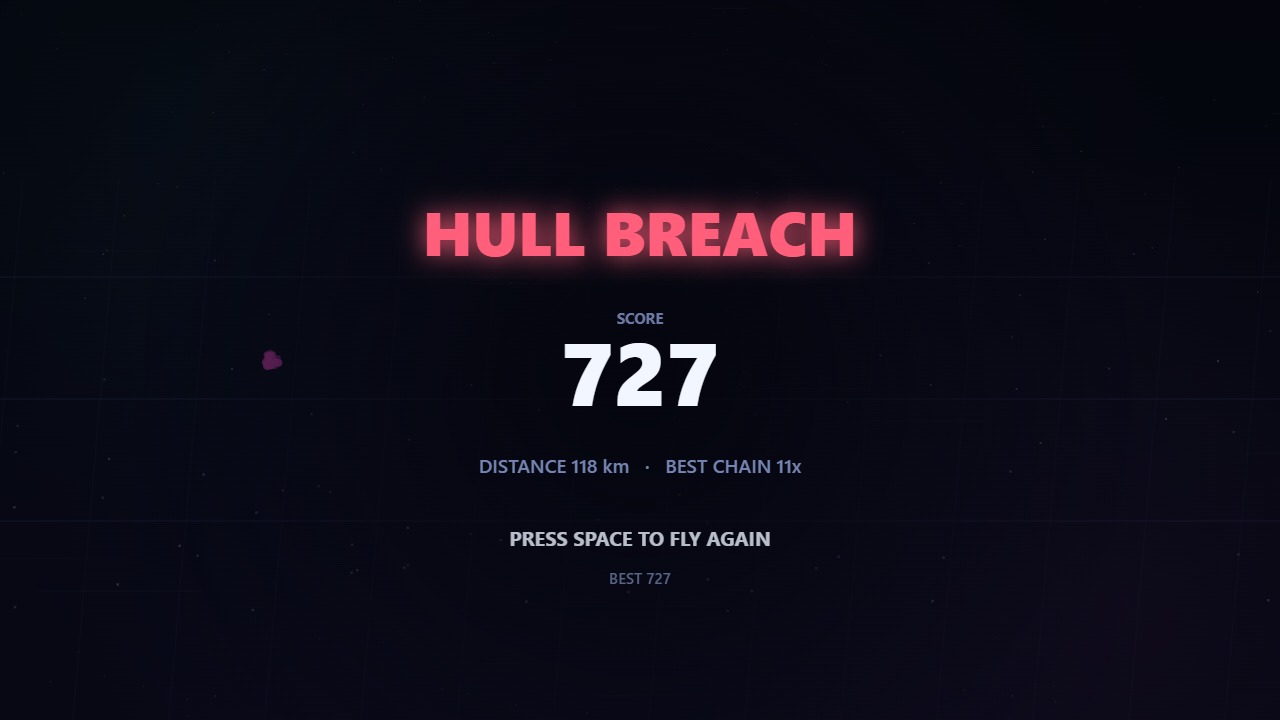 HULL BREACH
SCORE
727
DISTANCE 118 km · BEST CHAIN 11x
PRESS SPACE TO FLY AGAIN
BEST 727